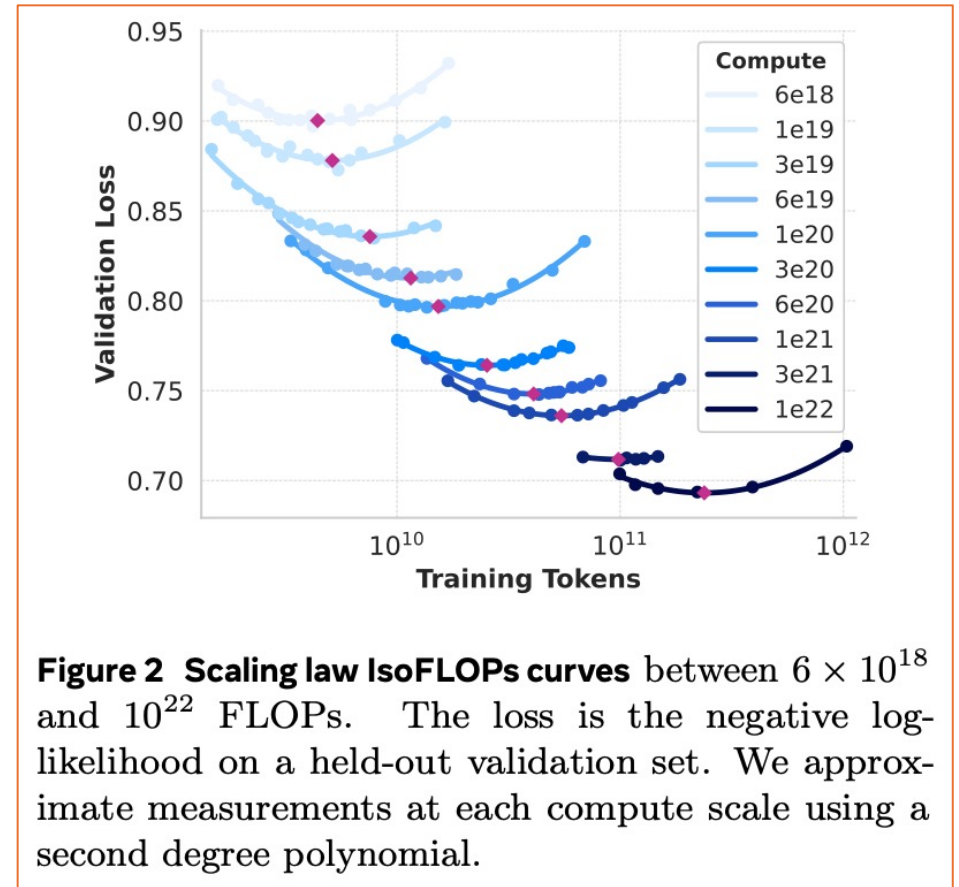 0.95
0.90
0.85
0.80
0.75
0.70
Validation Loss
10^10
10^11
10^12
Training Tokens
Compute
6e18
1e19
3e19
6e19
1e20
3e20
6e20
1e21
3e21
1e22
Figure 2 Scaling law IsoFLOPs curves between 6 × 10^18
and 10^22 FLOPs. The loss is the negative log-
likelihood on a held-out validation set. We approx-
imate measurements at each compute scale using a
second degree polynomial.